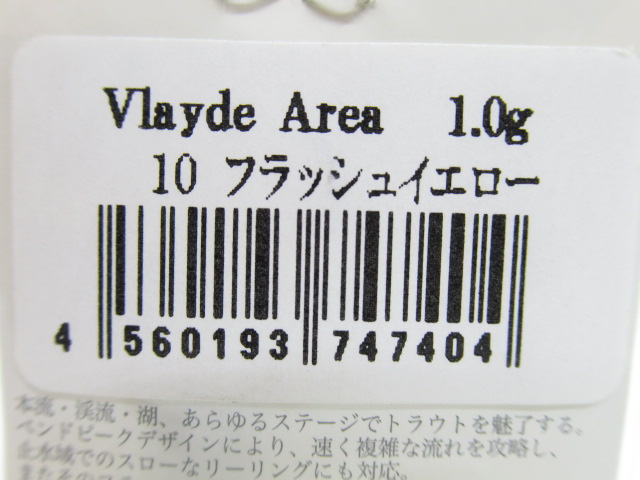 Vlayde Area 1.0g
10 フラッシュイエロー
4 560193 747404
本流・渓流・湖、あらゆるステージでトラウトを魅了する。
ベンドピークデザインにより、速く複雑な流れを攻略し、
止水域でのスローなリーリングにも対応。